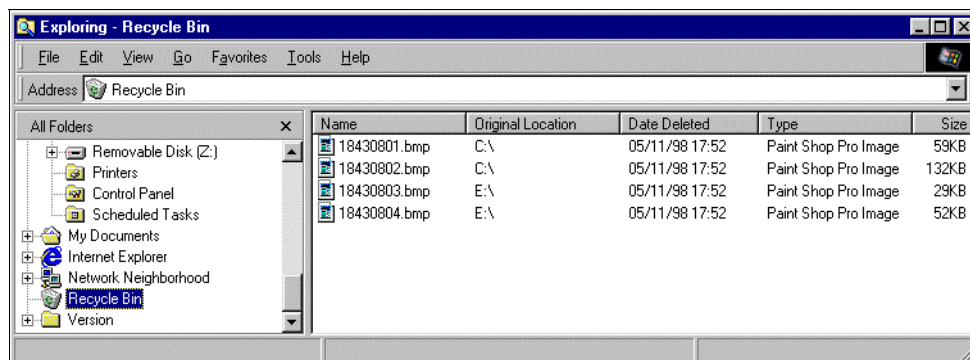 Exploring - Recycle Bin
File Edit View Go Favorites Tools Help
Address Recycle Bin
All Folders
Removable Disk (Z:)
Printers
Control Panel
Scheduled Tasks
My Documents
Internet Explorer
Network Neighborhood
Recycle Bin
Version
Name Original Location Date Deleted Type Size
18430801.bmp C:\ 05/11/98 17:52 Paint Shop Pro Image 59KB
18430802.bmp C:\ 05/11/98 17:52 Paint Shop Pro Image 132KB
18430803.bmp E:\ 05/11/98 17:52 Paint Shop Pro Image 29KB
18430804.bmp E:\ 05/11/98 17:52 Paint Shop Pro Image 52KB